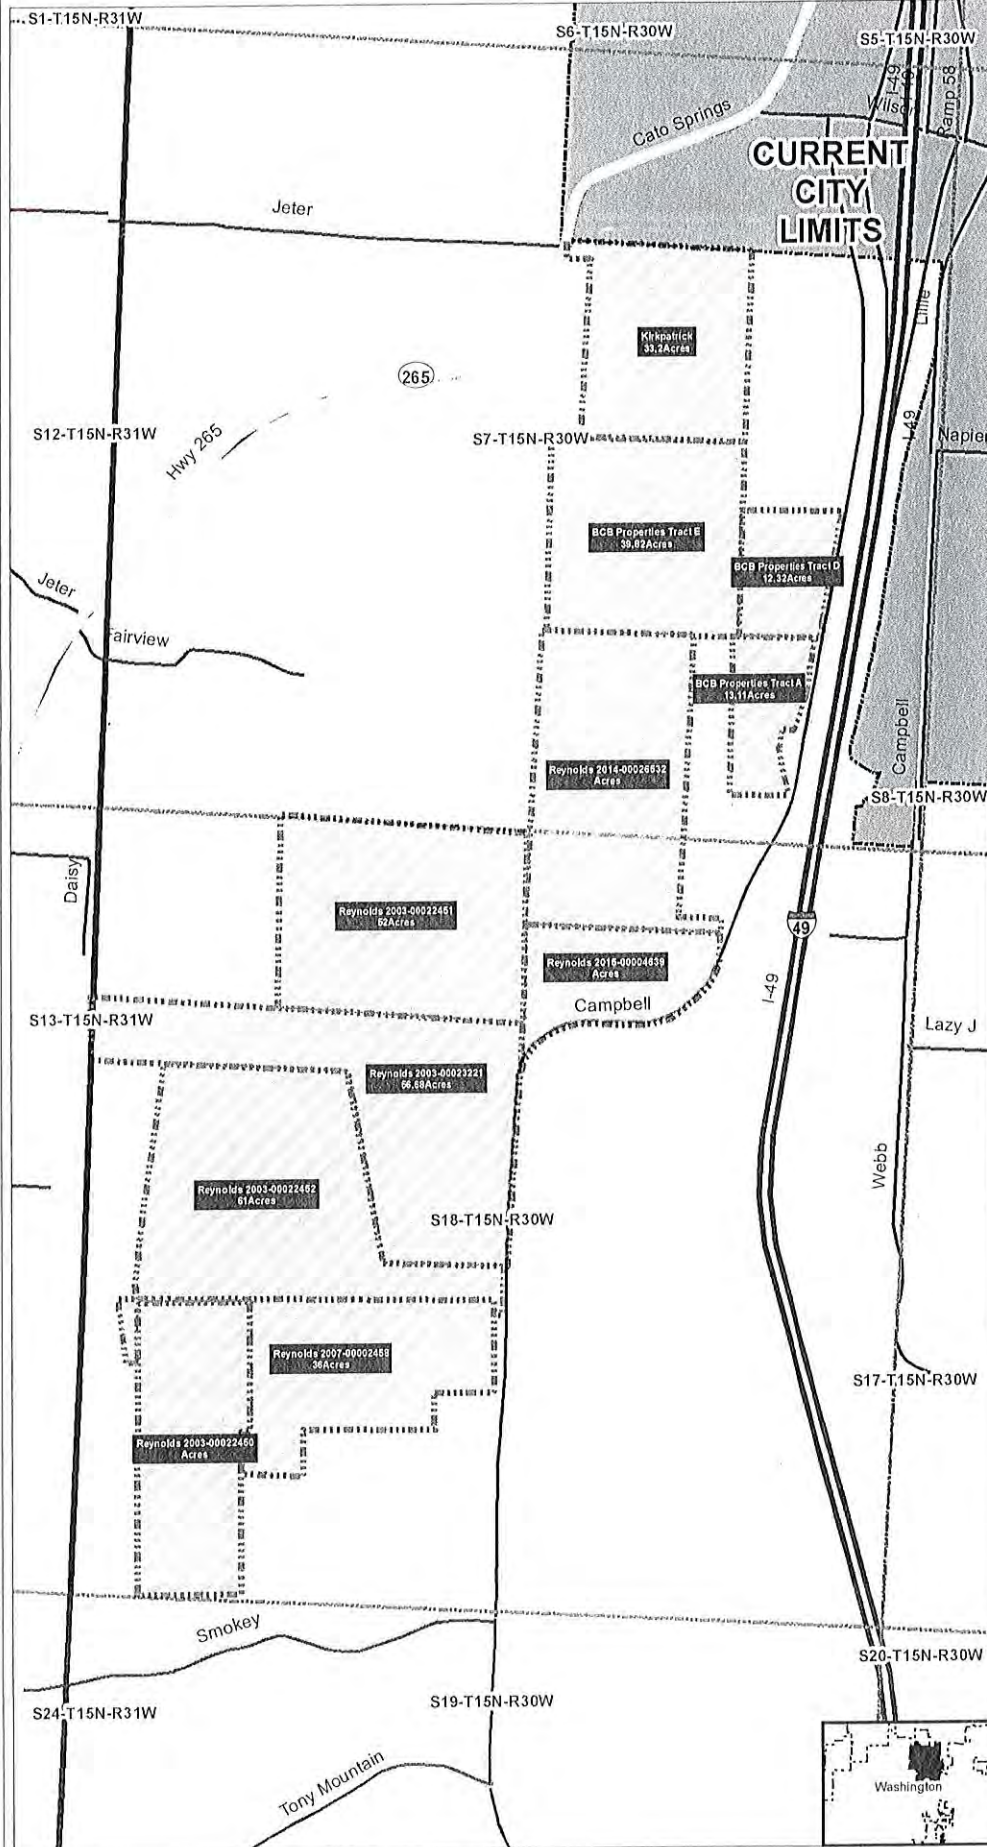 ... S1-T.15N-R31W
S6-T15N-R30W
S5-T15N-R30W
I-49
I-49
Ramp 58
Wilson
Cato Springs
CURRENT
CITY
LIMITS
Jeter
Lillie
Kirkpatrick
33.2Acres
265
Hwy 265
S12-T15N-R31W
S7-T15N-R30W
I-49
Napier
BCB Properties Tract E
39.82Acres
BCB Properties Tract D
12.32Acres
Jeter
Fairview
BCB Properties Tract A
13.11Acres
Campbell
Reynolds 2014-00026632
Acres
S8-T15N-R30W
Daisy
Reynolds 2003-00022451
52Acres
49
Reynolds 2015-00004639
Acres
I-49
Campbell
S13-T15N-R31W
Lazy J
Reynolds 2003-00023221
56.68Acres
Webb
Reynolds 2003-00022462
61Acres
S18-T15N-R30W
Reynolds 2007-00002458
36Acres
S17-T.15N-R30W
Reynolds 2003-00022450
Acres
Smokey
S20-T15N-R30W
S24-T15N-R31W
S19-T15N-R30W
Tony Mountain
Washington